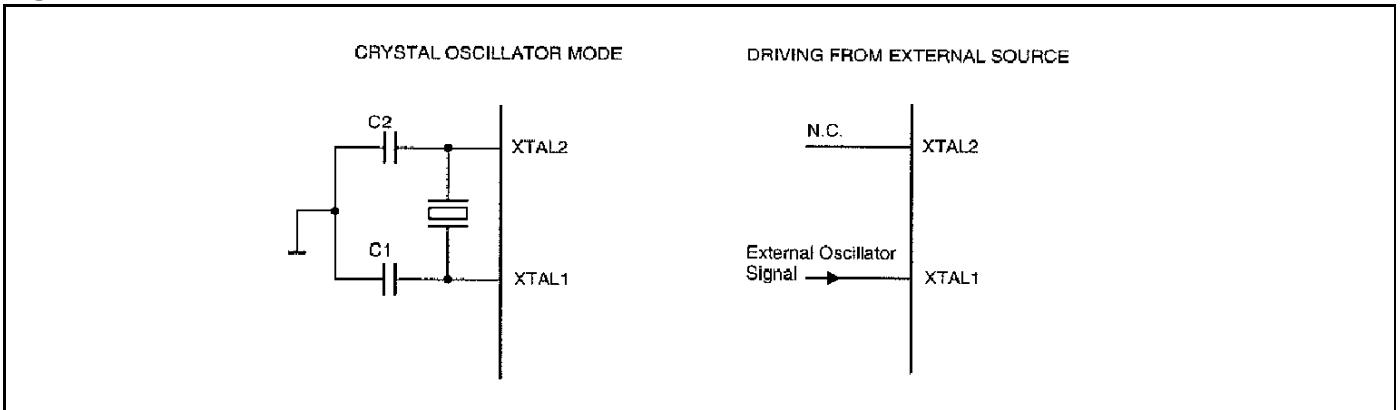 CRYSTAL OSCILLATOR MODE
C2
XTAL2
C1
XTAL1
DRIVING FROM EXTERNAL SOURCE
N.C.
XTAL2
External Oscillator
Signal
XTAL1